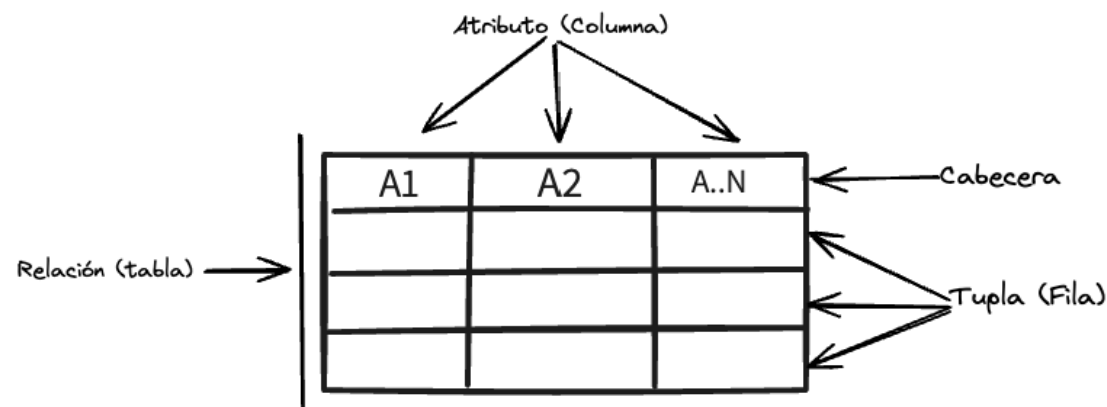 Atributo (Columna)
A1 A2 A..N
Cabecera
Relación (tabla)
Tupla (Fila)